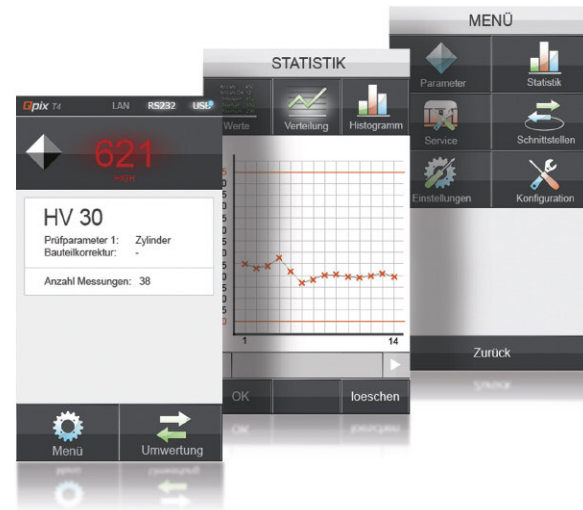 Qpix T4 LAN RS232 USB
621
HIGH
HV 30
Prüfparameter 1: Zylinder
Bauteilkorrektur: -
Anzahl Messungen: 38
Menü
Umwertung
STATISTIK
Werte
Verteilung
Histogramm
1
14
OK
loeschen
MENÜ
Parameter
Statistik
Service
Schnittstellen
Einstellungen
Konfiguration
Zurück